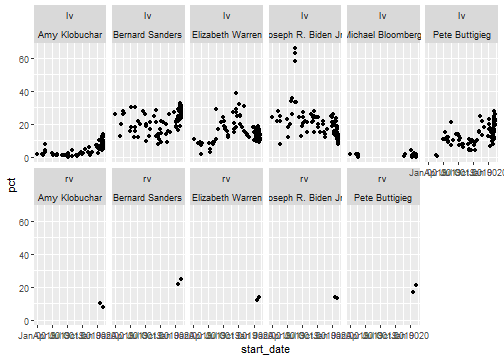 lv lv lv lv lv lv
Amy Klobuchar Bernard Sanders Elizabeth Warren oseph R. Biden Jr Michael Bloomberg Pete Buttigieg
60
40
20
0
rv rv rv rv rv
Amy Klobuchar Bernard Sanders Elizabeth Warren oseph R. Biden Jr Pete Buttigieg
60
40
20
0
pct
start_date